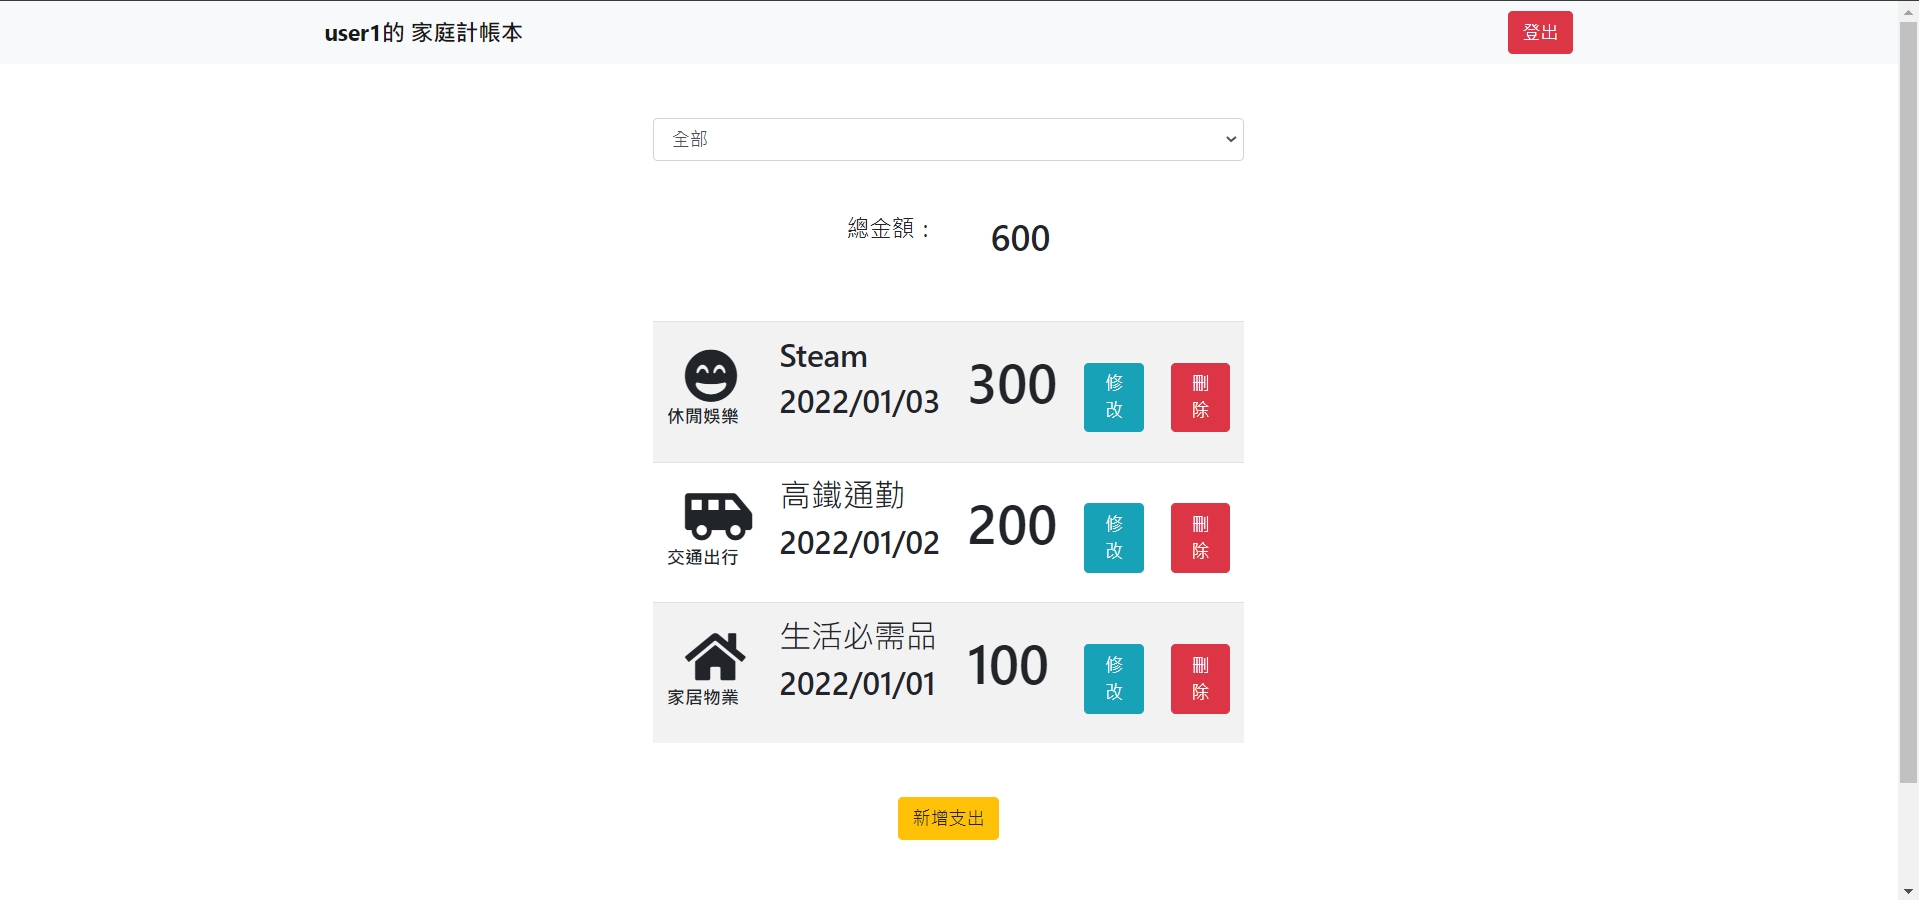 user1的 家庭計帳本
登出
全部
總金額：
600
Steam
2022/01/03
休閒娛樂
300
修
改
刪
除
高鐵通勤
2022/01/02
交通出行
200
修
改
刪
除
生活必需品
2022/01/01
家居物業
100
修
改
刪
除
新增支出